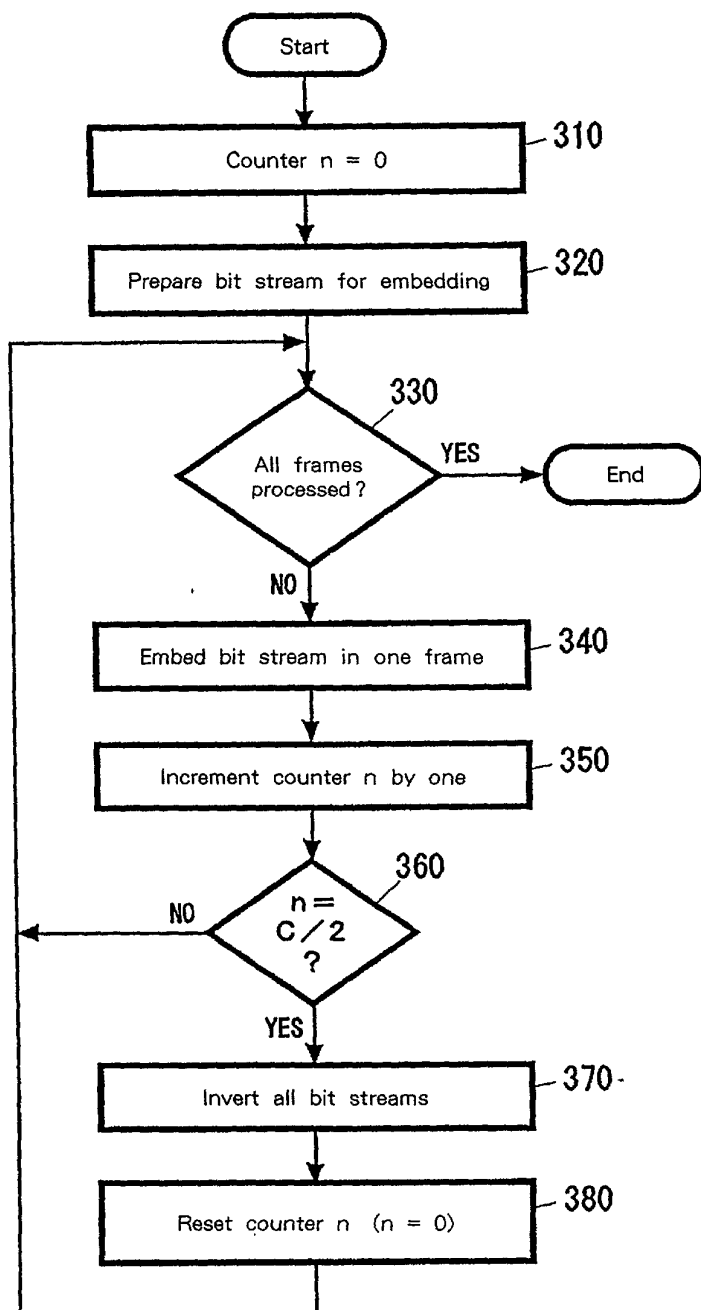 Start
310
Counter n = 0
320
Prepare bit stream for embedding
330
All frames
processed?
YES
End
NO
340
Embed bit stream in one frame
350
Increment counter n by one
360
n=
C/2
?
NO
YES
370
Invert all bit streams
380
Reset counter n (n = 0)